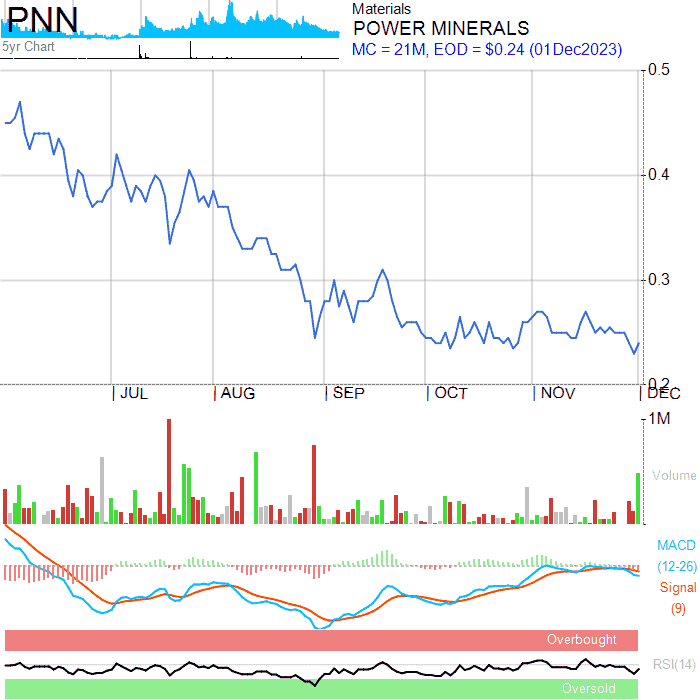 PNN
5yr Chart
Materials
POWER MINERALS
MC = 21M, EOD = $0.24 (01Dec2023)
0.5
0.4
0.3
0.2
JUL AUG SEP OCT NOV DEC
1M
Volume
MACD
(12-26)
Signal
(9)
Overbought
RSI(14)
Oversold